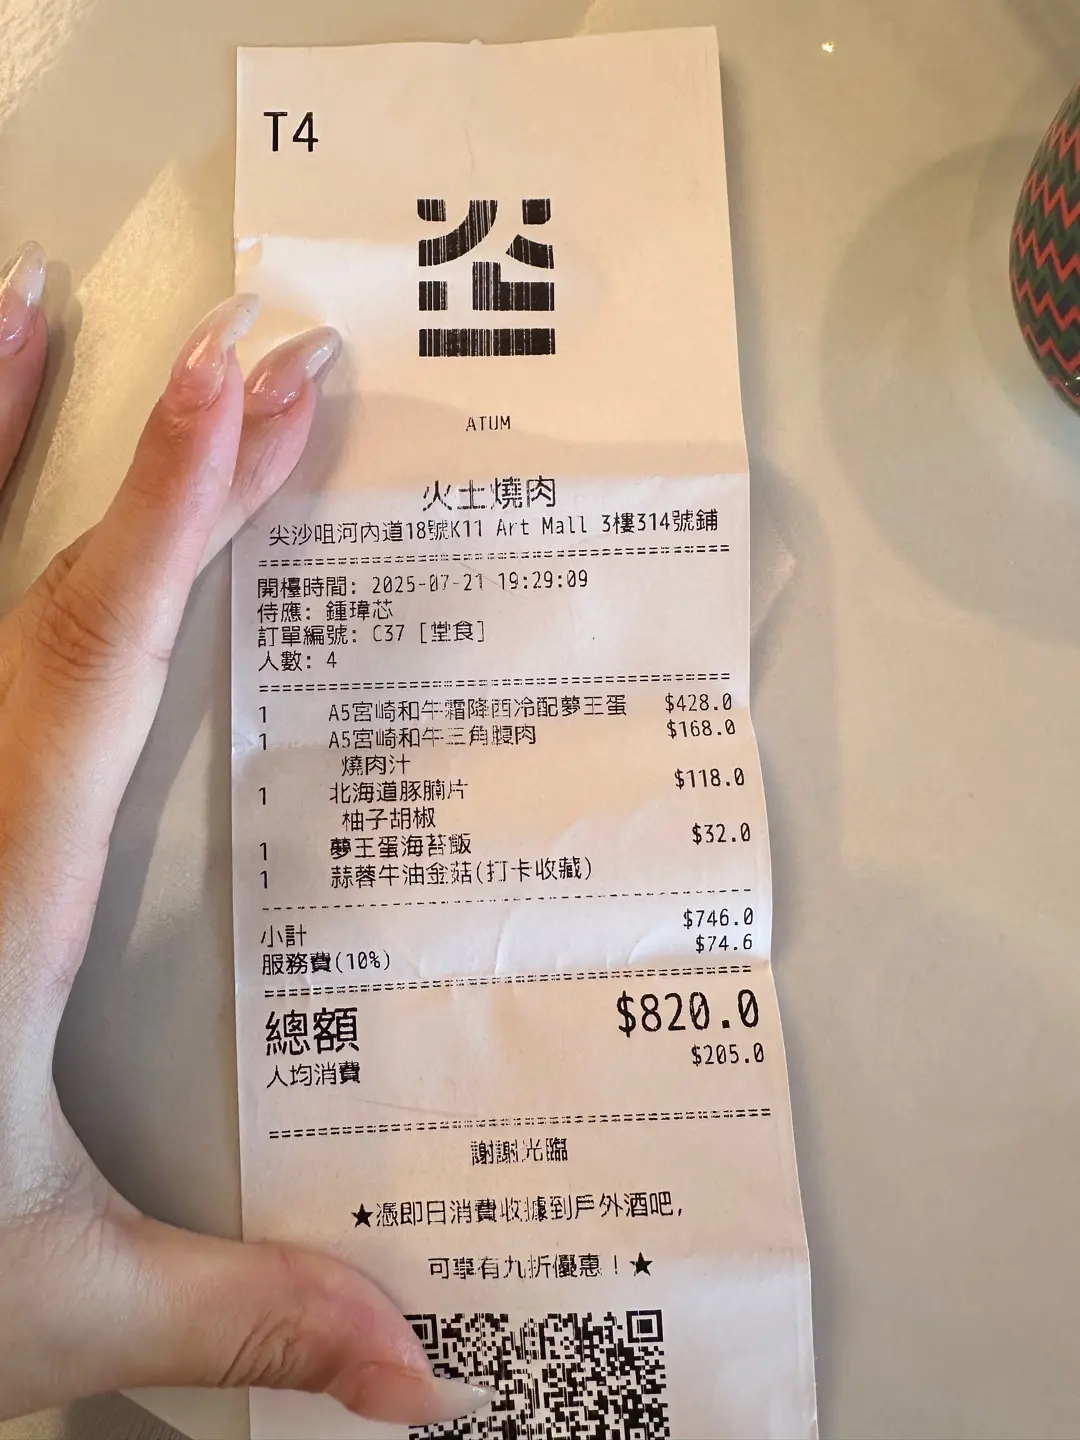 T4
ATUM
火土燒肉
尖沙咀河內道18號K11 Art Mall 3樓314號鋪
開檯時間: 2025-07-21 19:29:09
侍應: 鍾瑋芯
訂單編號: C37 [堂食]
人數: 4
1 A5宮崎和牛霜降西冷配夢王蛋 $428.0
1 A5宮崎和牛三角腹肉 $168.0
燒肉汁
1 北海道豚腩片 $118.0
柚子胡椒
1 夢王蛋海苔飯 $32.0
1 蒜蓉牛油金菇(打卡收藏)
小計 $746.0
服務費(10%) $74.6
總額 $820.0
人均消費 $205.0
謝謝光臨
★憑即日消費收據到戶外酒吧,
可享有九折優惠!★